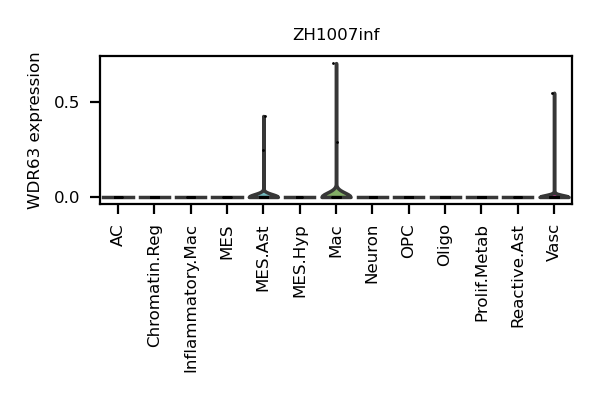 ZH1007inf
WDR63 expression
0.5
0.0
AC
Chromatin.Reg
Inflammatory.Mac
MES
MES.Ast
MES.Hyp
Mac
Neuron
OPC
Oligo
Prolif.Metab
Reactive.Ast
Vasc